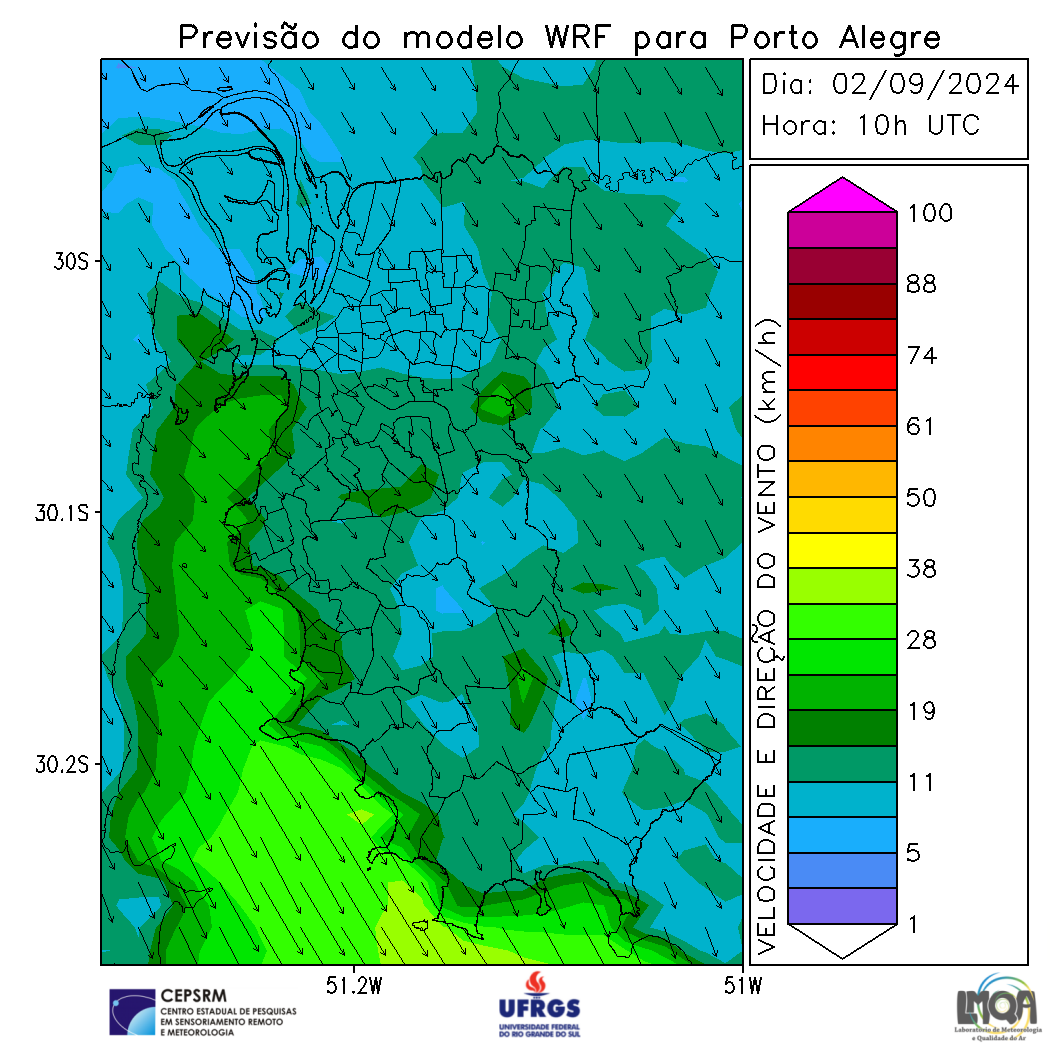 Previsão do modelo WRF para Porto Alegre
Dia: 02/09/2024
Hora: 10h UTC
30S
30.1S
30.2S
51.2W
51W
VELOCIDADE E DIREÇÃO DO VENTO (km/h)
100
88
74
61
50
38
28
19
11
5
1
CEPSRM
CENTRO ESTADUAL DE PESQUISAS
EM SENSORIAMENTO REMOTO
E METEOROLOGIA
UFRGS
UNIVERSIDADE FEDERAL
DO RIO GRANDE DO SUL
LMQA
Laboratório de Meteorologia
e Qualidade do Ar